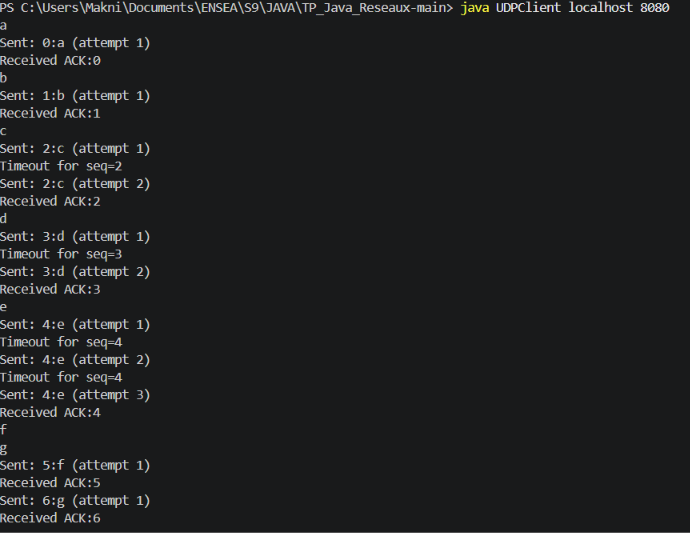 PS C:\Users\Makni\Documents\ENSEA\S9\JAVA\TP_Java_Reseaux-main> java UDPClient localhost 8080
a
Sent: 0:a (attempt 1)
Received ACK:0
b
Sent: 1:b (attempt 1)
Received ACK:1
c
Sent: 2:c (attempt 1)
Timeout for seq=2
Sent: 2:c (attempt 2)
Received ACK:2
d
Sent: 3:d (attempt 1)
Timeout for seq=3
Sent: 3:d (attempt 2)
Received ACK:3
e
Sent: 4:e (attempt 1)
Timeout for seq=4
Sent: 4:e (attempt 2)
Timeout for seq=4
Sent: 4:e (attempt 3)
Received ACK:4
f
g
Sent: 5:f (attempt 1)
Received ACK:5
Sent: 6:g (attempt 1)
Received ACK:6